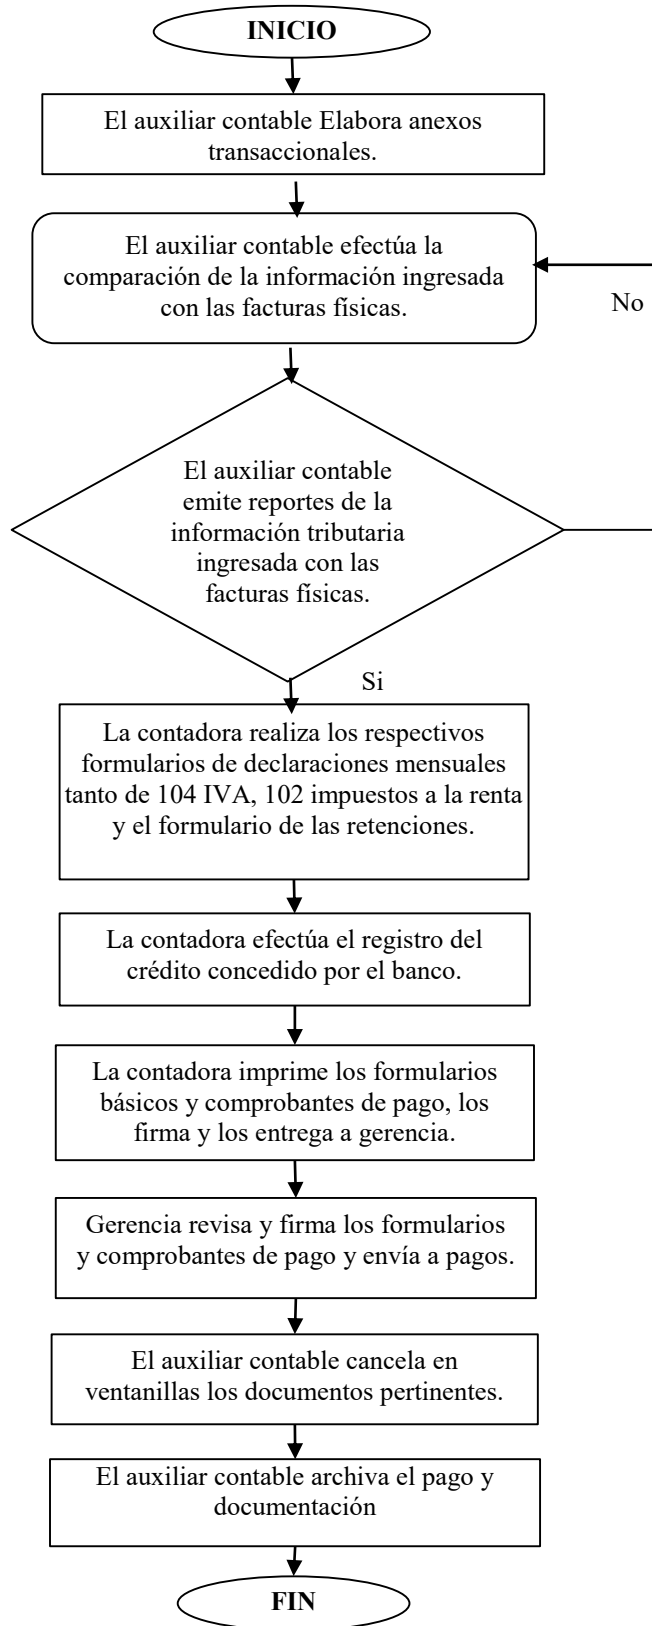 INICIO
El auxiliar contable Elabora anexos
transaccionales.
El auxiliar contable efectúa la
comparación de la información ingresada
con las facturas físicas.
No
El auxiliar contable
emite reportes de la
información tributaria
ingresada con las
facturas físicas.
Si
La contadora realiza los respectivos
formularios de declaraciones mensuales
tanto de 104 IVA, 102 impuestos a la renta
y el formulario de las retenciones.
La contadora efectúa el registro del
crédito concedido por el banco.
La contadora imprime los formularios
básicos y comprobantes de pago, los
firma y los entrega a gerencia.
Gerencia revisa y firma los formularios
y comprobantes de pago y envía a pagos.
El auxiliar contable cancela en
ventanillas los documentos pertinentes.
El auxiliar contable archiva el pago y
documentación
FIN